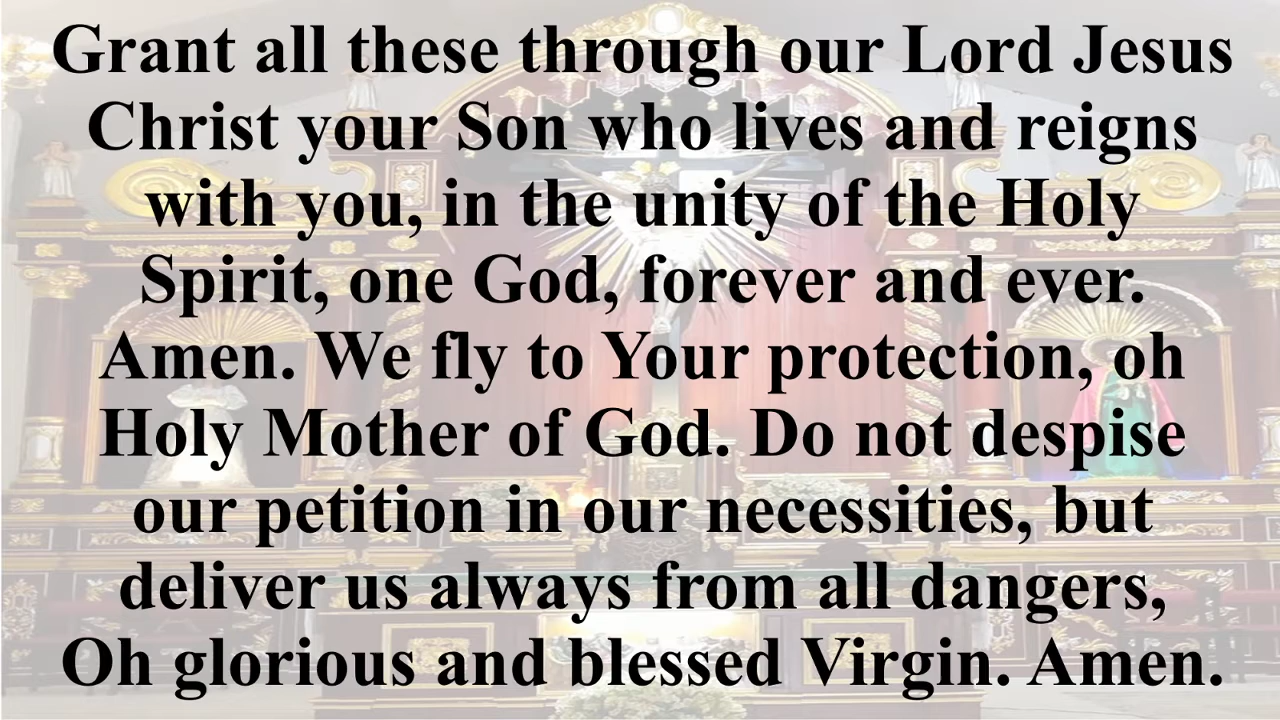 Grant all these through our Lord Jesus
Christ your Son who lives and reigns
with you, in the unity of the Holy
Spirit, one God, forever and ever.
Amen. We fly to Your protection, oh
Holy Mother of God. Do not despise
our petition in our necessities, but
deliver us always from all dangers,
Oh glorious and blessed Virgin. Amen.